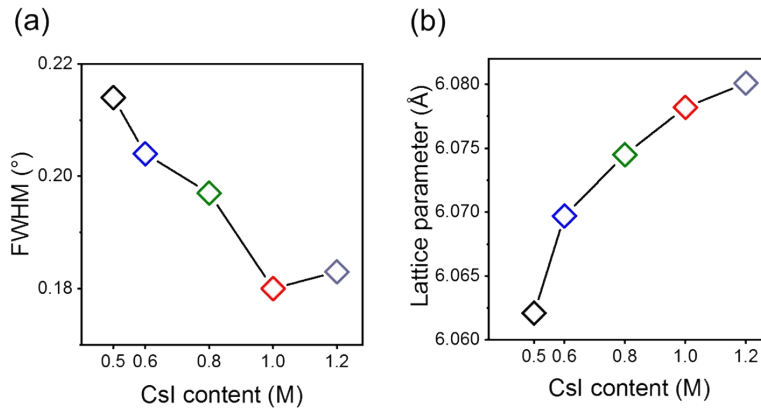 (a)
0.22
0.20
0.18
FWHM (°)
0.5 0.6 0.8 1.0 1.2
CsI content (M)
(b)
6.080
6.075
6.070
6.065
6.060
Lattice parameter (Å)
0.5 0.6 0.8 1.0 1.2
CsI content (M)